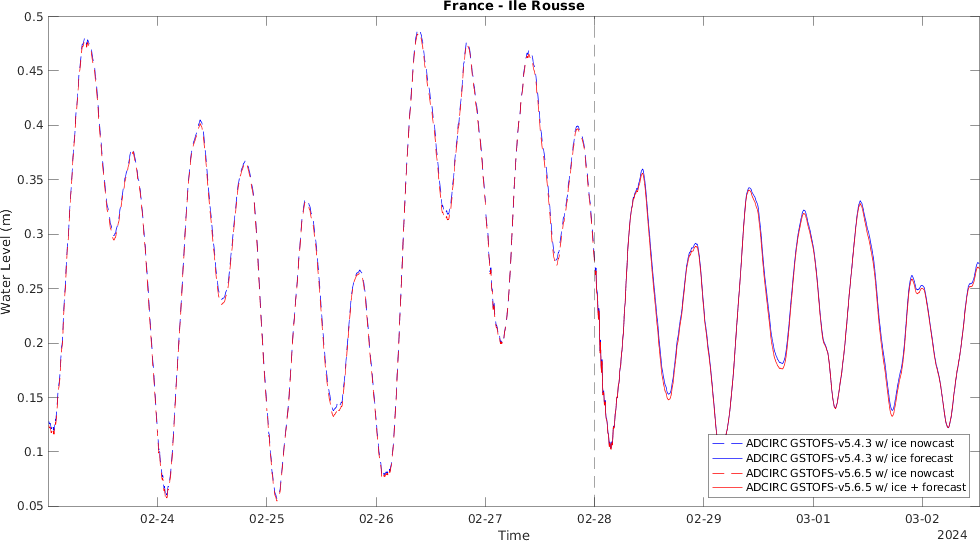 France - Ile Rousse
0.5
0.45
0.4
0.35
0.3
0.25
0.2
0.15
0.1
0.05
Water Level (m)
ADCIRC GSTOFS-v5.4.3 w/ ice nowcast
ADCIRC GSTOFS-v5.4.3 w/ ice forecast
ADCIRC GSTOFS-v5.6.5 w/ ice nowcast
ADCIRC GSTOFS-v5.6.5 w/ ice + forecast
02-24 02-25 02-26 02-27 02-28 02-29 03-01 03-02
Time
2024